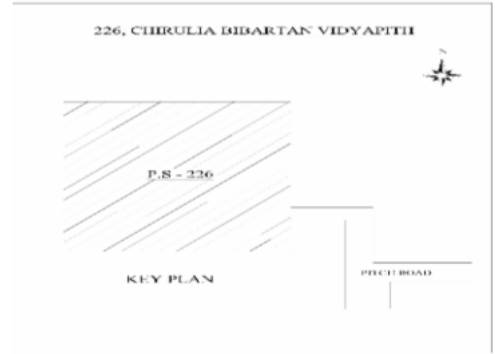 226, CHIRULIA BIBARTAN VIDYAPITH
N
P.S - 226
KEY PLAN
PITCH ROAD